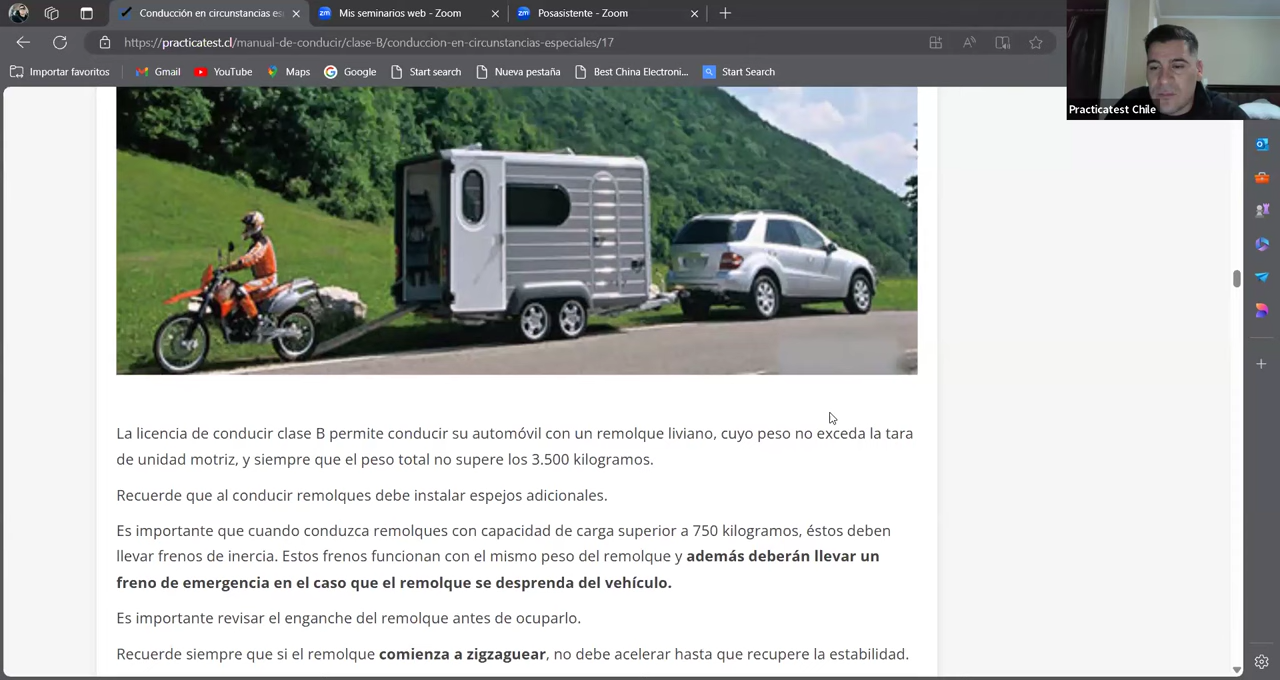 Conducción en circunstancias es
Mis seminarios web - Zoom
Posasistente - Zoom
https://practicatest.cl/manual-de-conducir/clase-B/conduccion-en-circunstancias-especiales/17
Importar favoritos
Gmail
YouTube
Maps
Google
Start search
Nueva pestaña
Best China Electroni...
Start Search
Practicatest Chile
La licencia de conducir clase B permite conducir su automóvil con un remolque liviano, cuyo peso no exceda la tara
de unidad motriz, y siempre que el peso total no supere los 3.500 kilogramos.
Recuerde que al conducir remolques debe instalar espejos adicionales.
Es importante que cuando conduzca remolques con capacidad de carga superior a 750 kilogramos, éstos deben
llevar frenos de inercia. Estos frenos funcionan con el mismo peso del remolque y además deberán llevar un
freno de emergencia en el caso que el remolque se desprenda del vehículo.
Es importante revisar el enganche del remolque antes de ocuparlo.
Recuerde siempre que si el remolque comienza a zigzaguear, no debe acelerar hasta que recupere la estabilidad.